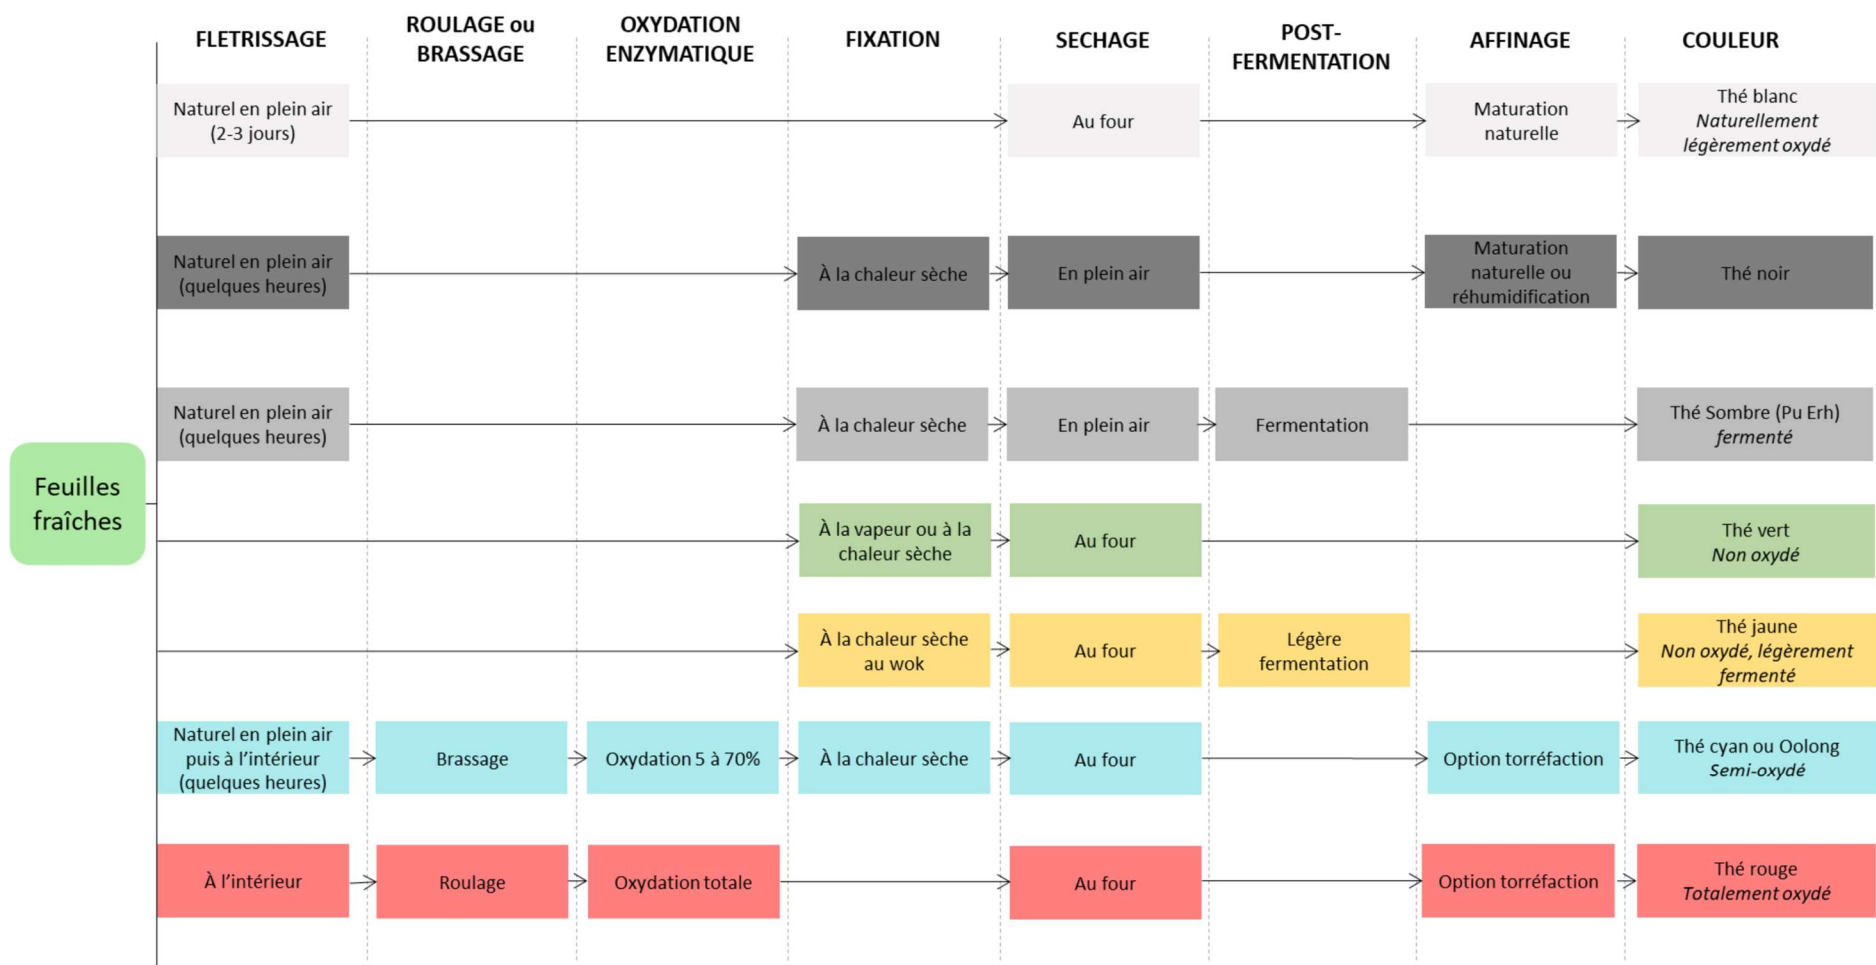 FLETRISSAGE
ROULAGE ou
BRASSAGE
OXYDATION
ENZYMATIQUE
FIXATION
SECHAGE
POST-
FERMENTATION
AFFINAGE
COULEUR
Feuilles
fraîches
Naturel en plein air
(2-3 jours)
Au four
Maturation
naturelle
Thé blanc
Naturellement
légèrement oxydé
Naturel en plein air
(quelques heures)
À la chaleur sèche
En plein air
Maturation
naturelle ou
réhumidification
Thé noir
Naturel en plein air
(quelques heures)
À la chaleur sèche
En plein air
Fermentation
Thé Sombre (Pu Erh)
fermenté
À la vapeur ou à la
chaleur sèche
Au four
Thé vert
Non oxydé
À la chaleur sèche
au wok
Au four
Légère
fermentation
Thé jaune
Non oxydé, légèrement
fermenté
Naturel en plein air
puis à l’intérieur
(quelques heures)
Brassage
Oxydation 5 à 70%
À la chaleur sèche
Au four
Option torréfaction
Thé cyan ou Oolong
Semi-oxydé
À l’intérieur
Roulage
Oxydation totale
Au four
Option torréfaction
Thé rouge
Totalement oxydé